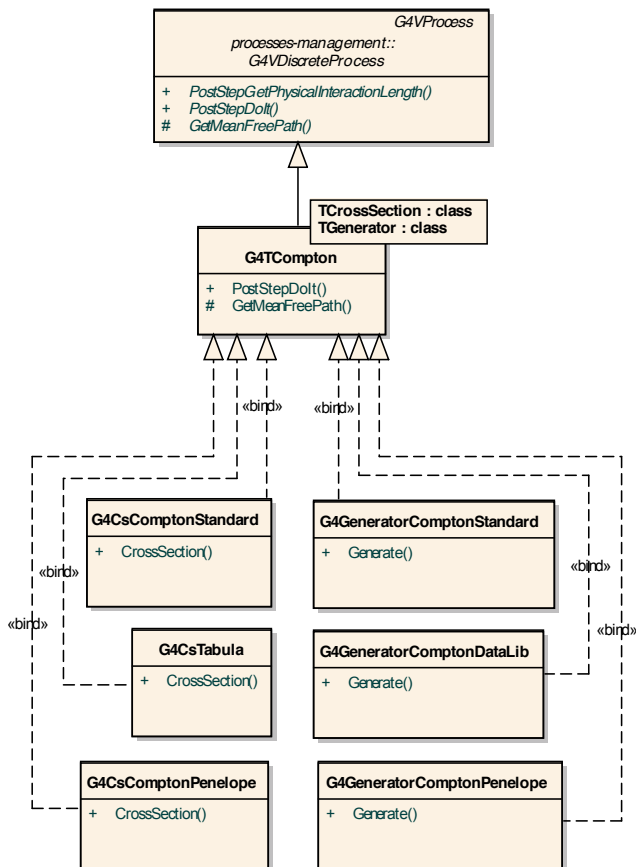 G4VProcess
processes-management::
G4VDiscreteProcess
+ PostStepGetPhysicalInteractionLength()
+ PostStepDoIt()
# GetMeanFreePath()
TCrossSection : class
TGenerator : class
G4TCompton
+ PostStepDoIt()
# GetMeanFreePath()
«bind» «bind»
G4CsComptonStandard
+ CrossSection()
G4GeneratorComptonStandard
+ Generate()
«bind» «bind»
«bind» «bind»
G4CsTabula
+ CrossSection()
G4GeneratorComptonDataLib
+ Generate()
G4CsComptonPenelope
+ CrossSection()
G4GeneratorComptonPenelope
+ Generate()